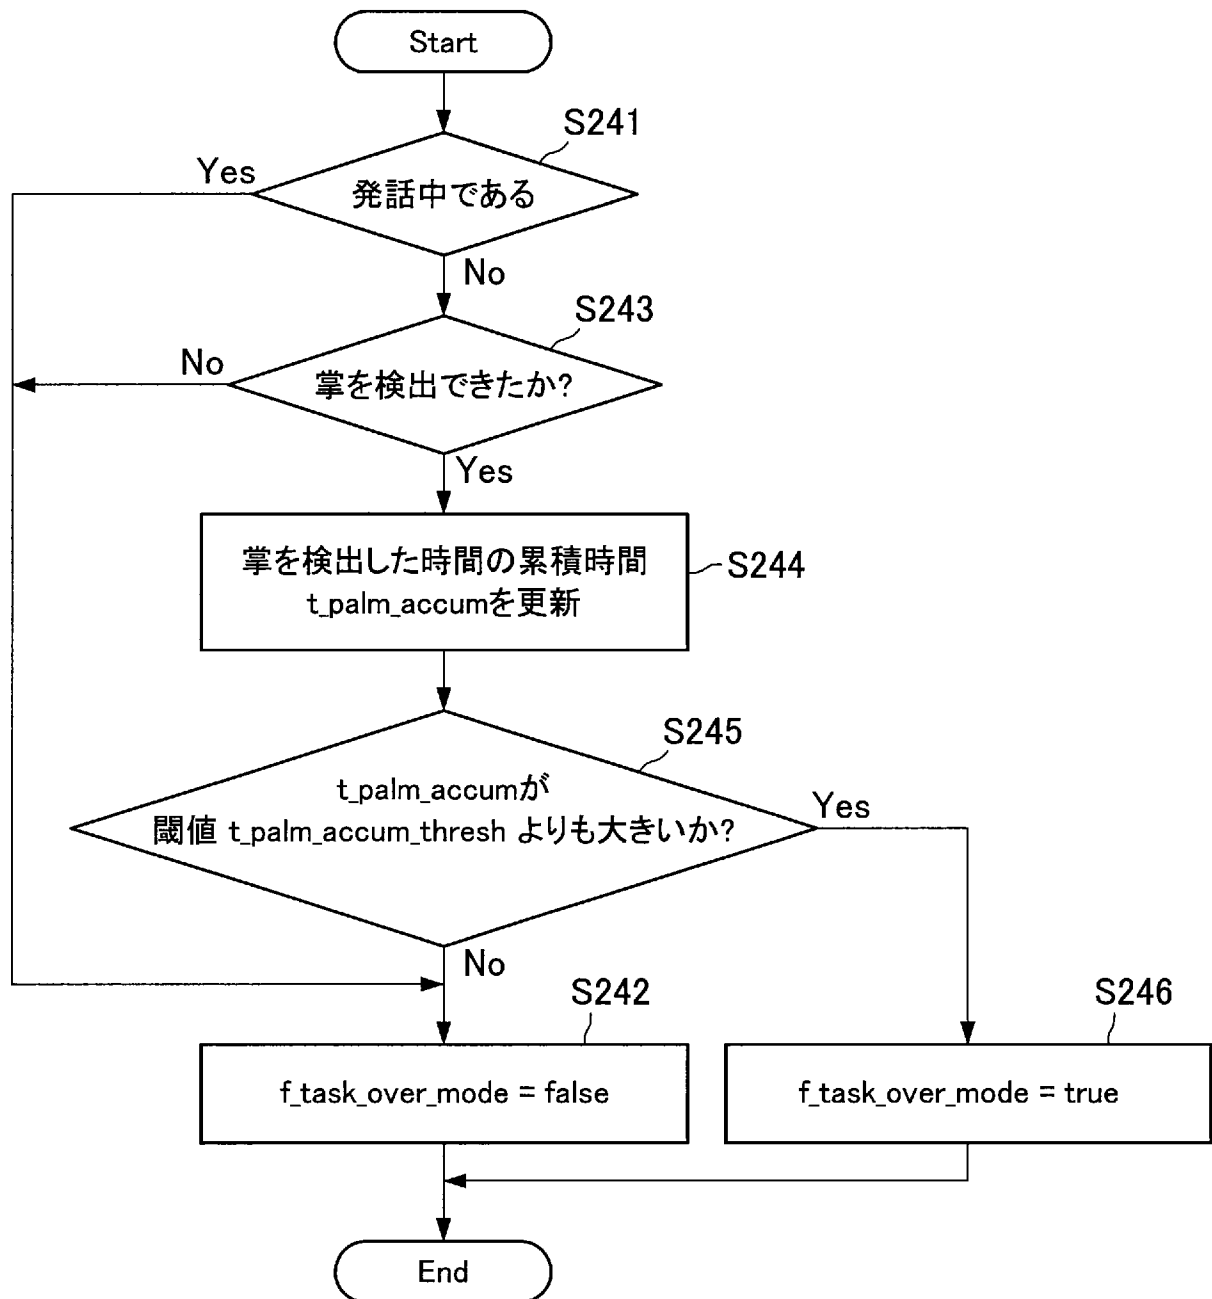 Start
S241
Yes
発話中である
No
S243
No
掌を検出できたか?
Yes
掌を検出した時間の累積時間
t_palm_accumを更新
S244
S245
t_palm_accumが
閾値 t_palm_accum_thresh よりも大きいか?
Yes
No
S242
S246
f_task_over_mode = false
f_task_over_mode = true
End